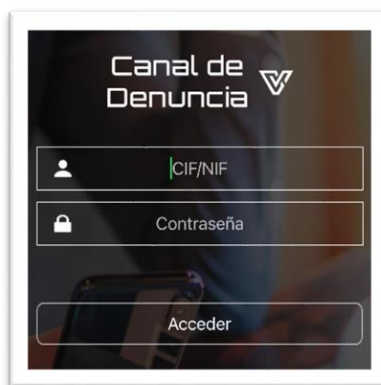 Canal de
Denuncia
CIF/NIF
Contraseña
Acceder